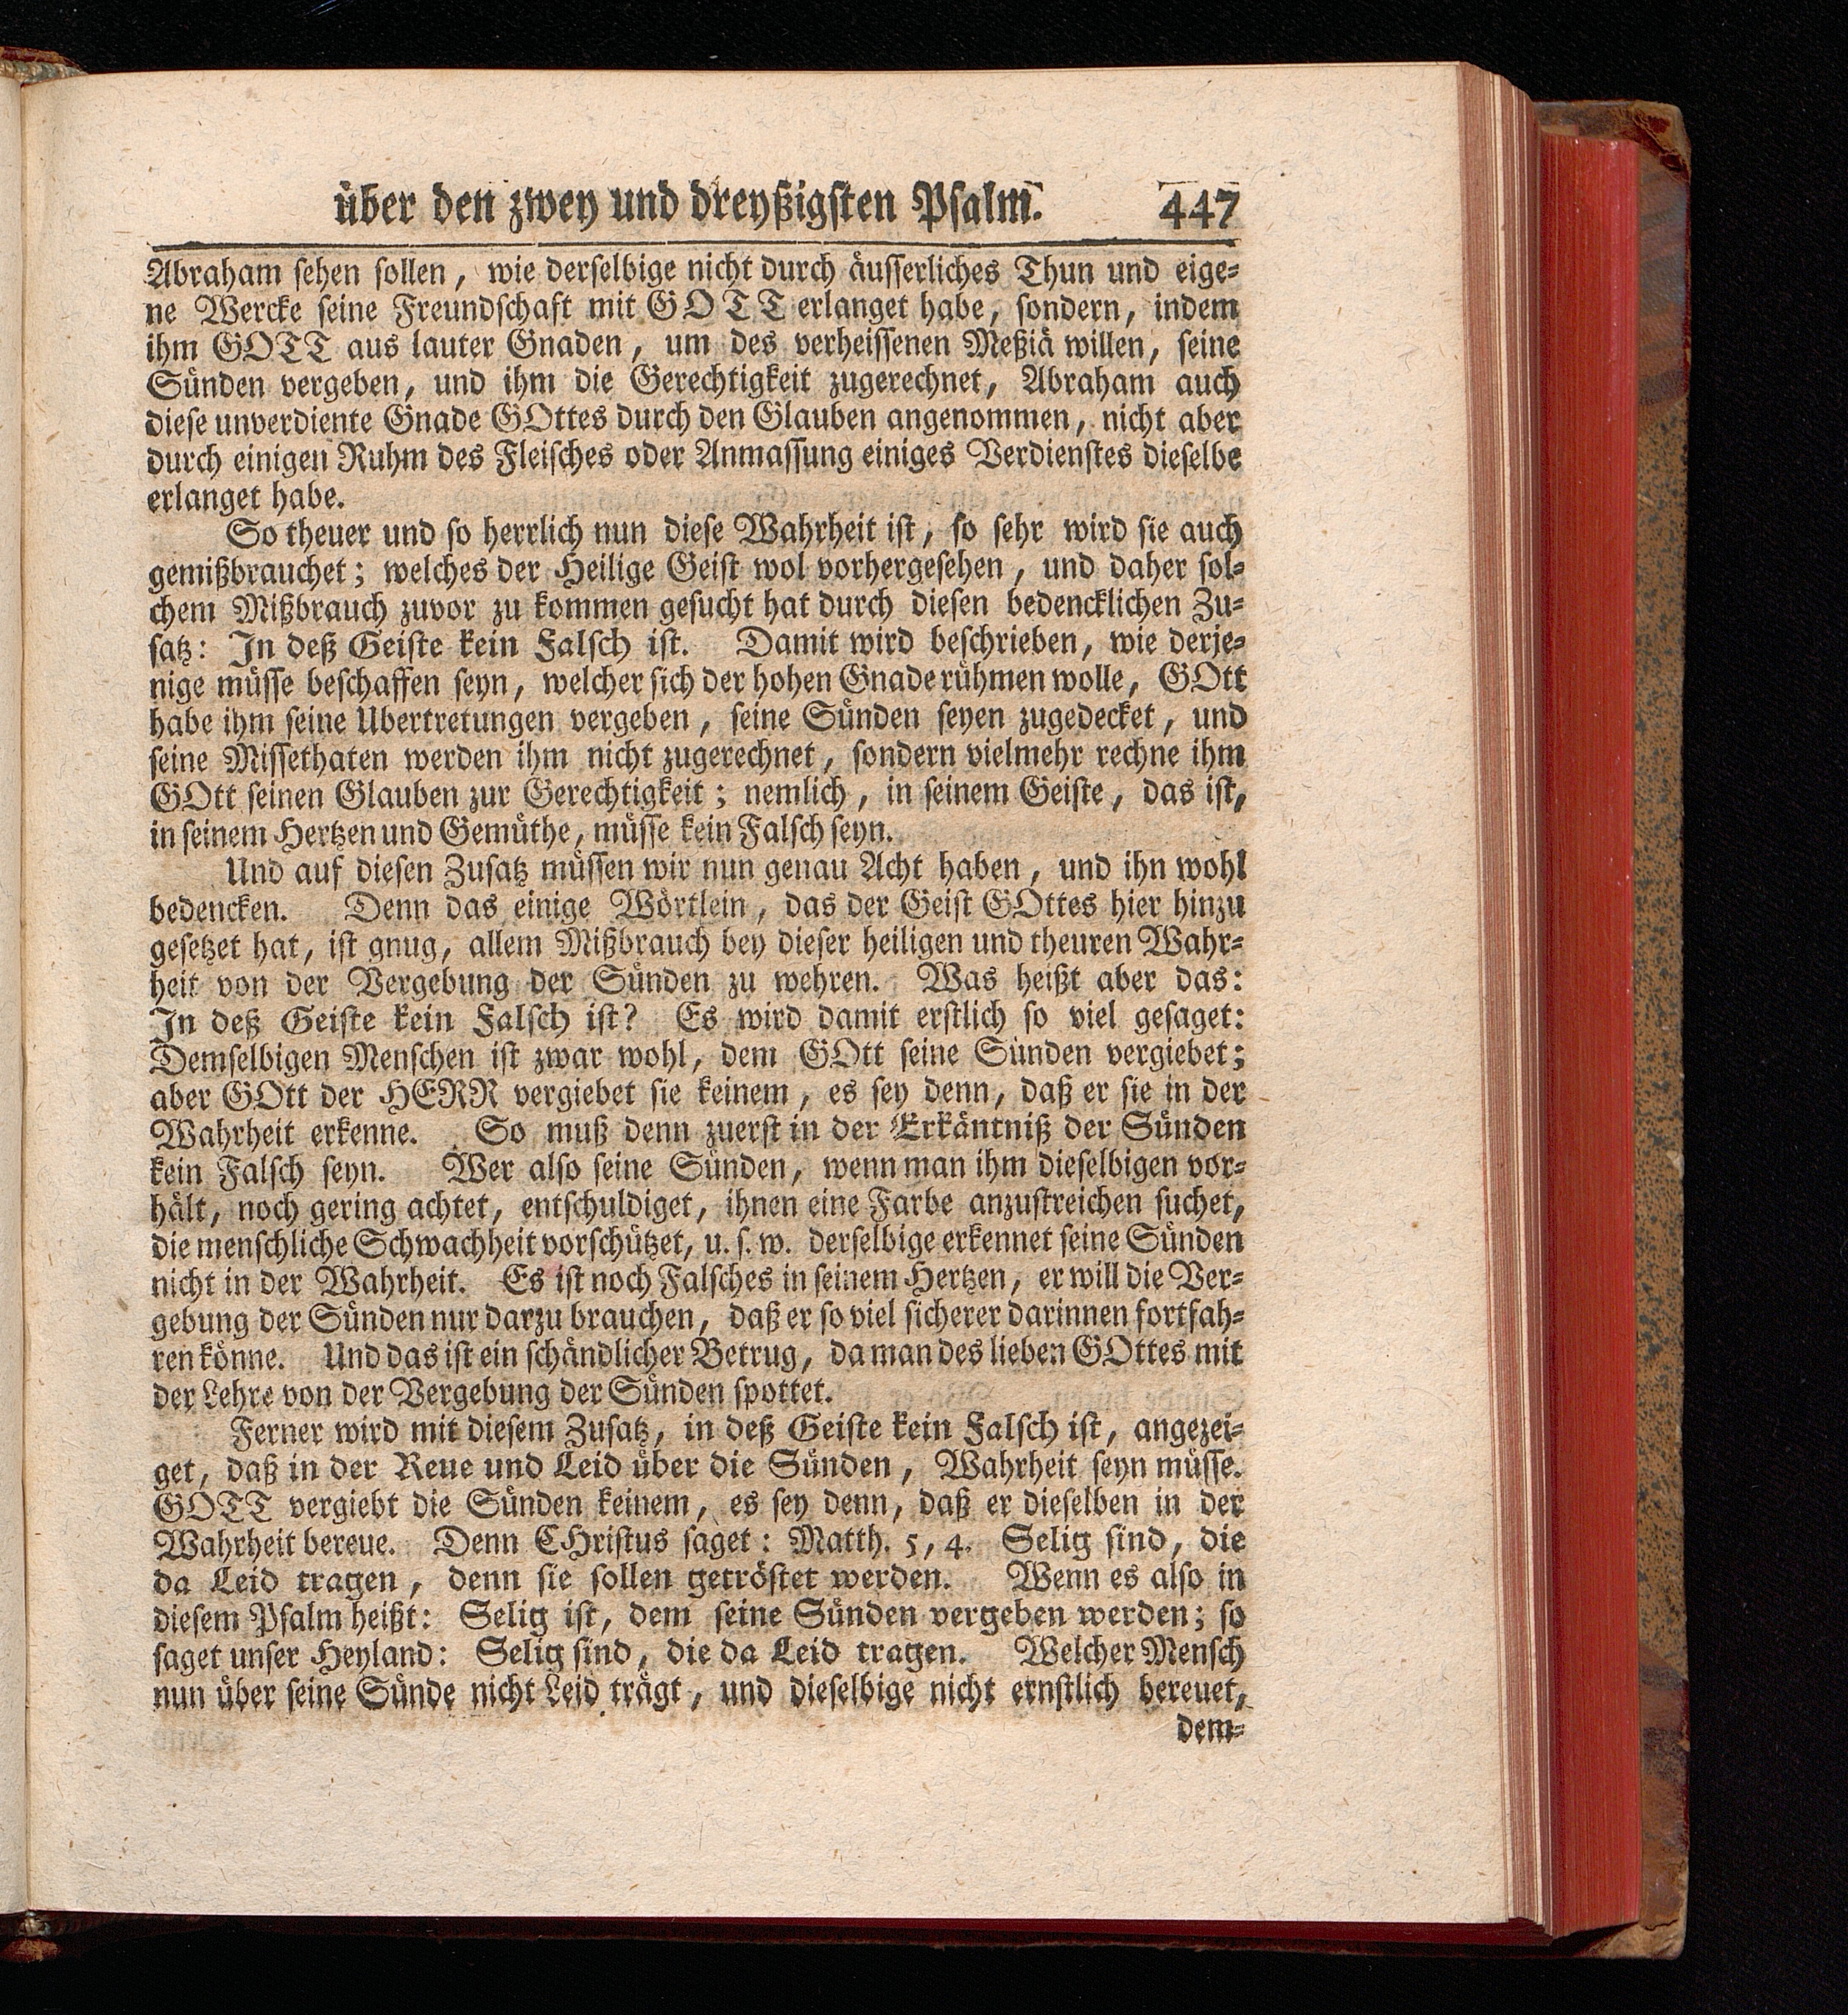 über den zwey und dreyßigsten Psalm. 447
Abraham sehen sollen, wie derselbige nicht durch äusserliches Thun und eige-
ne Wercke seine Freundschaft mit GOTT erlanget habe, sondern, indem
ihm GOTT aus lauter Gnaden, um des verheissenen Meßiä willen, seine
Sünden vergeben, und ihm die Gerechtigkeit zugerechnet, Abraham auch
diese unverdiente Gnade GOttes durch den Glauben angenommen, nicht aber
durch einigen Ruhm des Fleisches oder Anmassung einiges Verdienstes dieselbe
erlanget habe.
So theuer und so herrlich nun diese Wahrheit ist, so sehr wird sie auch
gemißbrauchet; welches der Heilige Geist wol vorhergesehen, und daher sol-
chem Mißbrauch zuvor zu kommen gesucht hat durch diesen bedencklichen Zu-
satz: In deß Geiste kein Falsch ist. Damit wird beschrieben, wie derje-
nige müsse beschaffen seyn, welcher sich der hohen Gnade rühmen wolle, GOtt
habe ihm seine Ubertretungen vergeben, seine Sünden seyen zugedecket, und
seine Missethaten werden ihm nicht zugerechnet, sondern vielmehr rechne ihm
GOtt seinen Glauben zur Gerechtigkeit; nemlich, in seinem Geiste, das ist,
in seinem Hertzen und Gemüthe, müsse kein Falsch seyn.
Und auf diesen Zusatz müssen wir nun genau Acht haben, und ihn wohl
bedencken. Denn das einige Wörtlein, das der Geist GOttes hier hinzu
gesetzet hat, ist gnug, allem Mißbrauch bey dieser heiligen und theuren Wahr-
heit von der Vergebung der Sünden zu wehren. Was heißt aber das:
In deß Geiste kein Falsch ist? Es wird damit erstlich so viel gesaget:
Demselbigen Menschen ist zwar wohl, dem GOtt seine Sünden vergiebet;
aber GOtt der HERR vergiebet sie keinem, es sey denn, daß er sie in der
Wahrheit erkenne. So muß denn zuerst in der Erkäntniß der Sünden
kein Falsch seyn. Wer also seine Sünden, wenn man ihm dieselbigen vor-
hält, noch gering achtet, entschuldiget, ihnen eine Farbe anzustreichen suchet,
die menschliche Schwachheit vorschützet, u. s. w. derselbige erkennet seine Sünden
nicht in der Wahrheit. Es ist noch Falsches in seinem Hertzen, er will die Ver-
gebung der Sünden nur darzu brauchen, daß er so viel sicherer darinnen fortfah-
ren könne. Und das ist ein schändlicher Betrug, da man des lieben GOttes mit
der Lehre von der Vergebung der Sünden spottet.
Ferner wird mit diesem Zusatz, in deß Geiste kein Falsch ist, angezei-
get, daß in der Reue und Leid über die Sünden, Wahrheit seyn müsse.
GOTT vergiebt die Sünden keinem, es sey denn, daß er dieselben in der
Wahrheit bereue. Denn CHristus saget: Matth. 5, 4. Selig sind, die
da Leid tragen, denn sie sollen getröstet werden. Wenn es also in
diesem Psalm heißt: Selig ist, dem seine Sünden vergeben werden; so
saget unser Heyland: Selig sind, die da Leid tragen. Welcher Mensch
nun über seine Sünde nicht Leid trägt, und dieselbige nicht ernstlich bereuet,
dem-